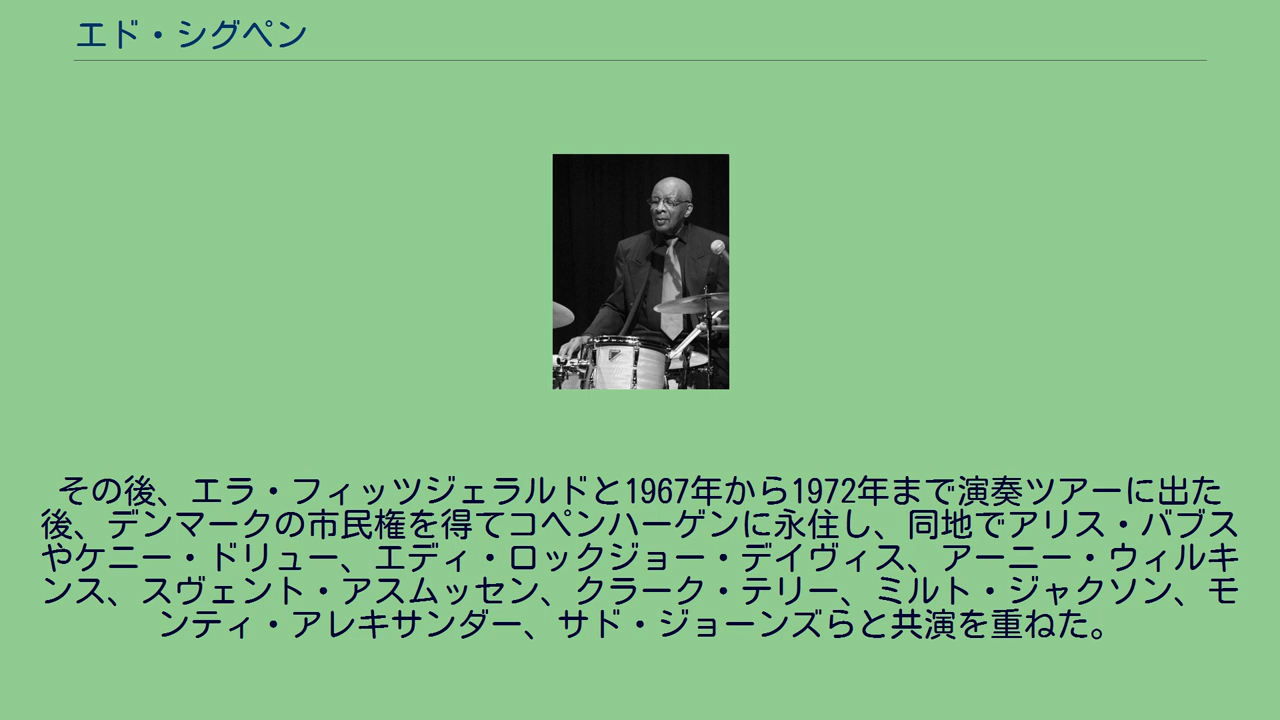 エド・シグペン
その後、エラ・フィッツジェラルドと1967年から1972年まで演奏ツアーに出た
後、デンマークの市民権を得てコペンハーゲンに永住し、同地でアリス・バブス
やケニー・ドリュー、エディ・ロックジョー・デイヴィス、アーニー・ウィルキ
ンス、スヴェント・アスムッセン、クラーク・テリー、ミルト・ジャクソン、モ
ンティ・アレキサンダー、サド・ジョーンズらと共演を重ねた。